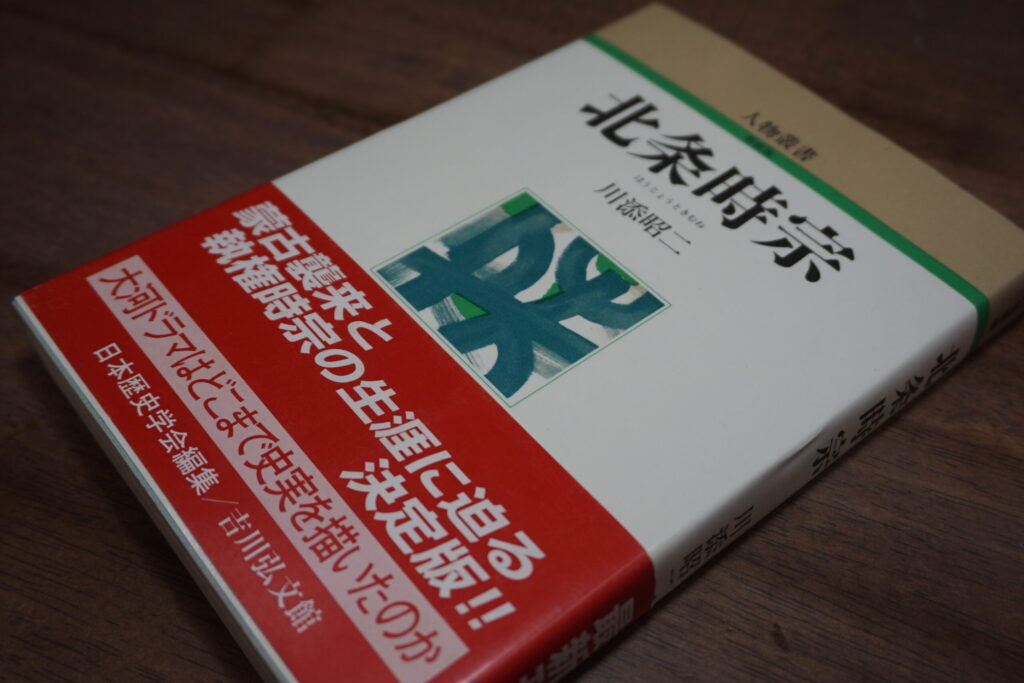 人物叢書
北条時宗
ほうじょうときむね
川添昭二
蒙古襲来と
執権時宗の生涯に迫る
決定版!!
大河ドラマはどこまで史実を描いたのか
日本歴史学会編集/吉川弘文館
北条時宗
川添昭二
最新